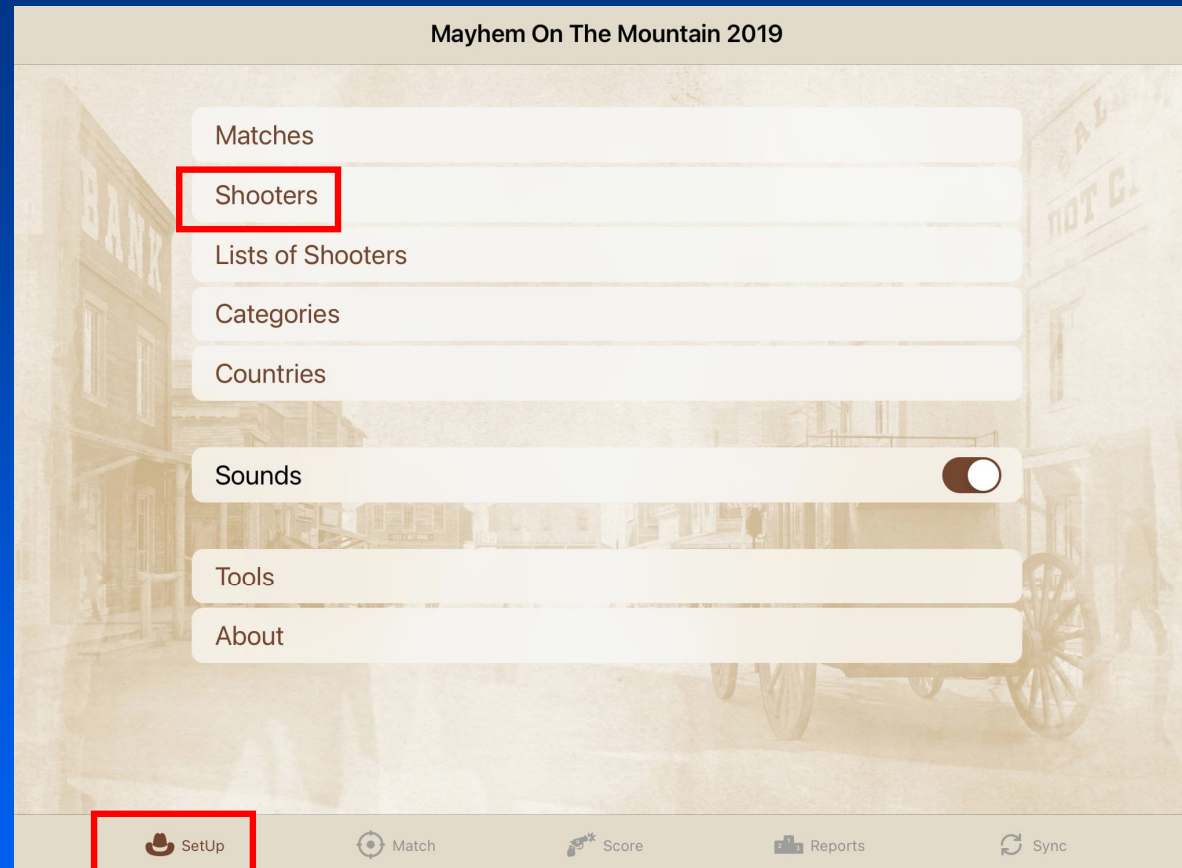 Mayhem On The Mountain 2019
Matches
Shooters
Lists of Shooters
Categories
Countries
Sounds
Tools
About
SetUp
Match
Score
Reports
Sync
BANK